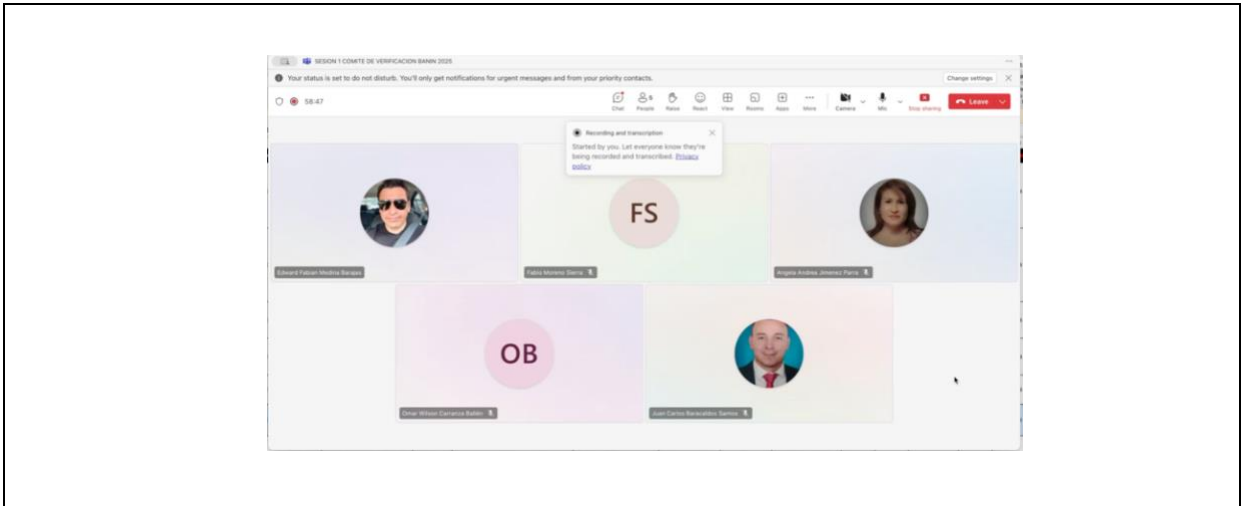 SESION 1 COMITE DE VERIFICACION BANIN 2025
Your status is set to do not disturb. You'll only get notifications for urgent messages and from your priority contacts.
Change settings
58:47
Chat
People
5
Raise
React
View
Rooms
Apps
More
Camera
Mic
Stop sharing
Leave
Recording and transcription
Started by you. Let everyone know they're
being recorded and transcribed. Privacy
policy
FS
Edward Fabian Medina Barajas
Fabiz Moreno Sierra
Angela Andrea Jimenez Parra
OB
Omar Wilson Carranza Bailón
Juan Carlos Baracaldoc Santos